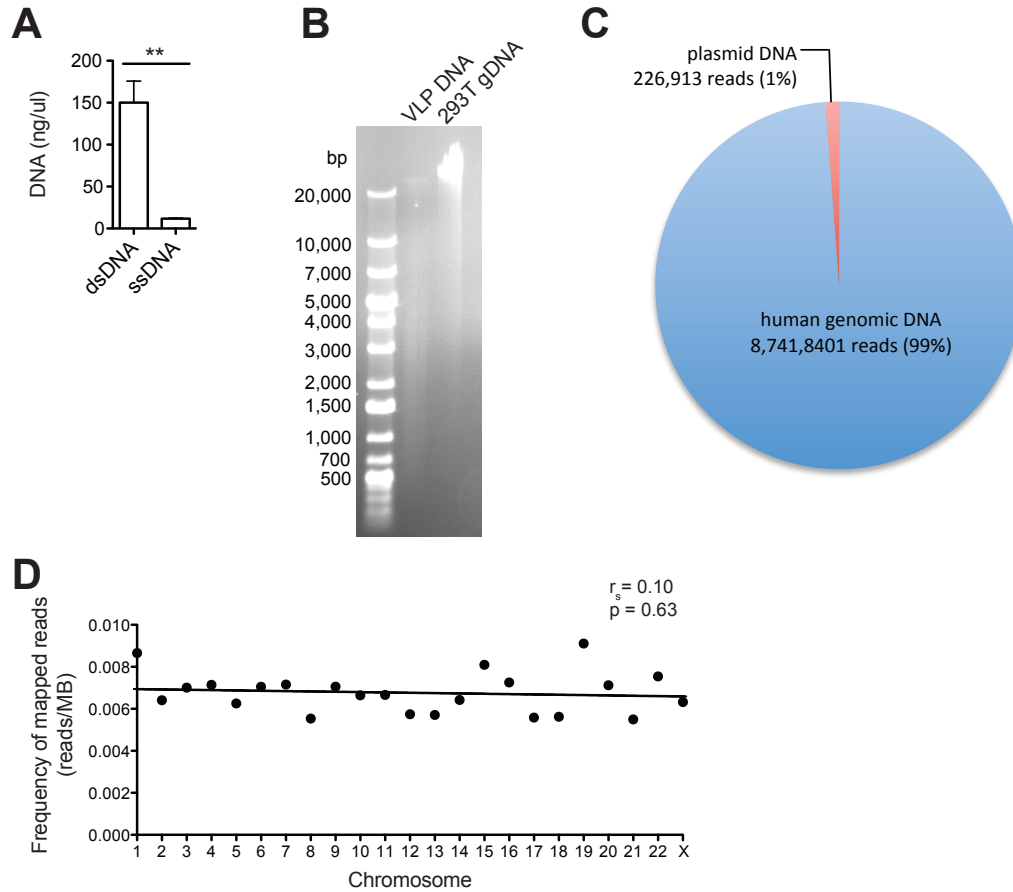 A
**
200
150
100
50
0
DNA (ng/ul)
dsDNA
ssDNA
B
VLP DNA
293T gDNA
bp
20,000
10,000
7,000
5,000
4,000
3,000
2,000
1,500
1,000
700
500
C
plasmid DNA
226,913 reads (1%)
human genomic DNA
8,741,8401 reads (99%)
D
rs = 0.10
p = 0.63
Frequency of mapped reads
(reads/MB)
0.010
0.008
0.006
0.004
0.002
0.000
1 2 3 4 5 6 7 8 9 10 11 12 13 14 15 16 17 18 19 20 21 22 X
Chromosome